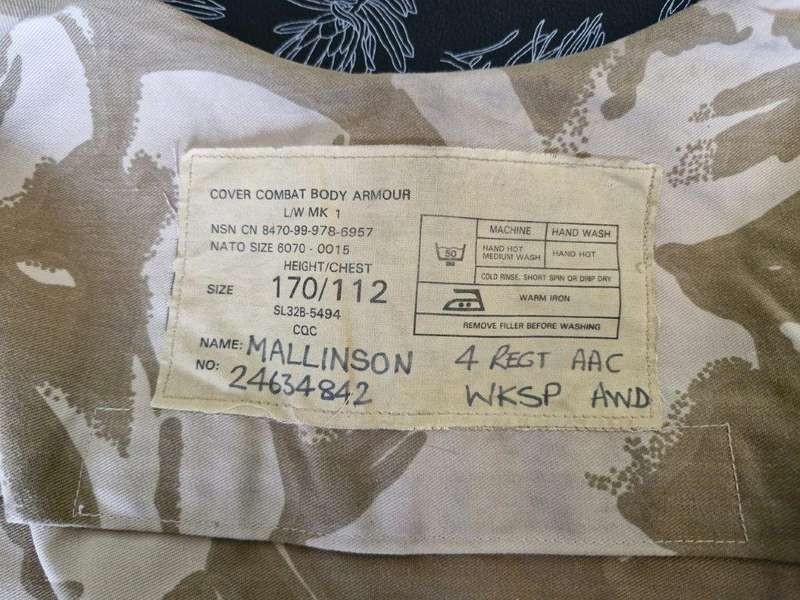 COVER COMBAT BODY ARMOUR
L/W MK 1
NSN CN 8470-99-978-6957
NATO SIZE 6070 - 0015
HEIGHT/CHEST
SIZE 170/112
SL32B-5494
CQC
NAME: MALLINSON
NO: 24634842
MACHINE HAND WASH
50 HAND HOT MEDIUM WASH HAND HOT
COLD RINSE, SHORT SPIN OR DRIP DRY
WARM IRON
REMOVE FILLER BEFORE WASHING
4 REGT AAC
WKSP AWD